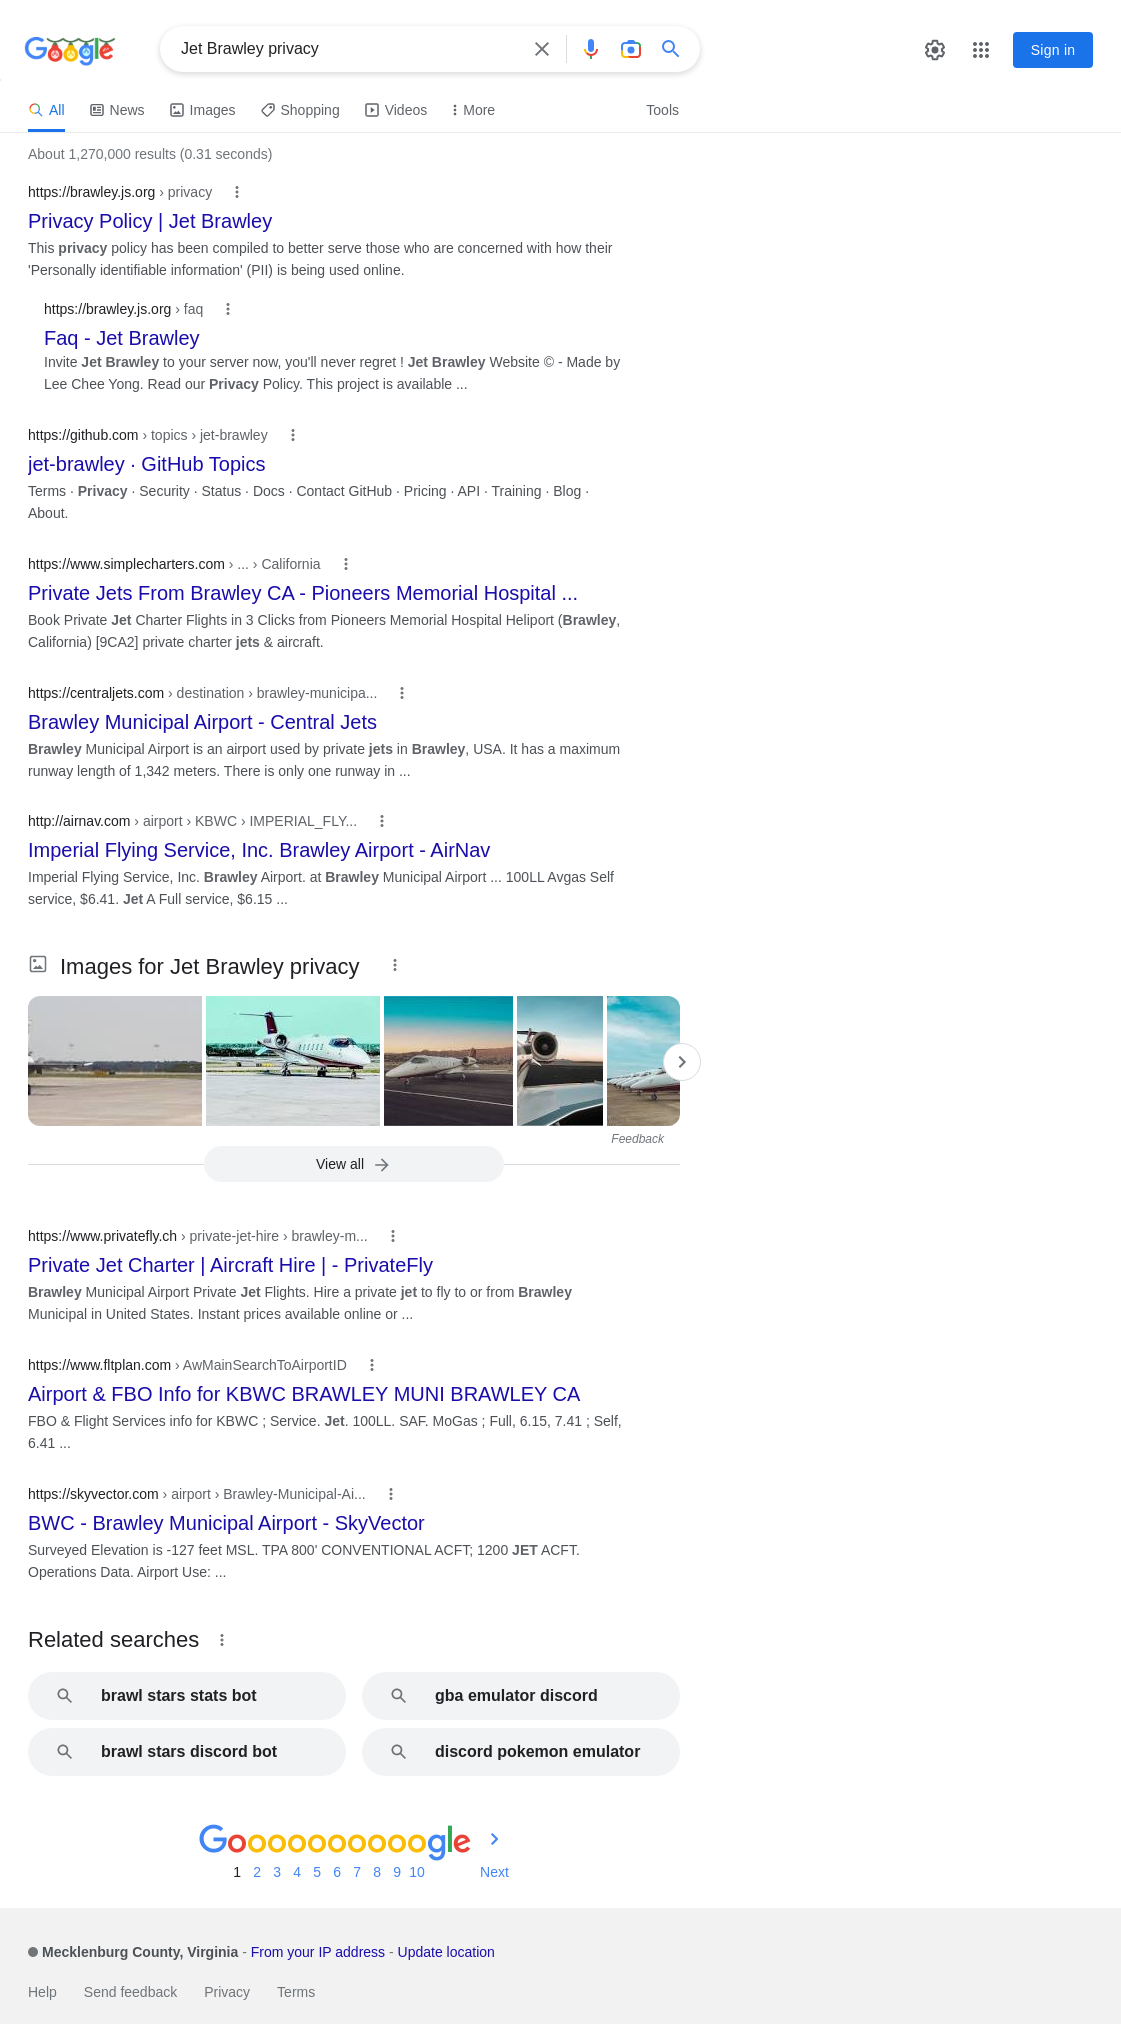 Google
Jet Brawley privacy
Sign in
All News Images Shopping Videos More Tools
About 1,270,000 results (0.31 seconds)
https://brawley.js.org › privacy
Privacy Policy | Jet Brawley
This privacy policy has been compiled to better serve those who are concerned with how their
'Personally identifiable information' (PII) is being used online.
https://brawley.js.org › faq
Faq - Jet Brawley
Invite Jet Brawley to your server now, you'll never regret ! Jet Brawley Website © - Made by
Lee Chee Yong. Read our Privacy Policy. This project is available ...
https://github.com › topics › jet-brawley
jet-brawley · GitHub Topics
Terms · Privacy · Security · Status · Docs · Contact GitHub · Pricing · API · Training · Blog ·
About.
https://www.simplecharters.com › ... › California
Private Jets From Brawley CA - Pioneers Memorial Hospital ...
Book Private Jet Charter Flights in 3 Clicks from Pioneers Memorial Hospital Heliport (Brawley,
California) [9CA2] private charter jets & aircraft.
https://centraljets.com › destination › brawley-municipa...
Brawley Municipal Airport - Central Jets
Brawley Municipal Airport is an airport used by private jets in Brawley, USA. It has a maximum
runway length of 1,342 meters. There is only one runway in ...
http://airnav.com › airport › KBWC › IMPERIAL_FLY...
Imperial Flying Service, Inc. Brawley Airport - AirNav
Imperial Flying Service, Inc. Brawley Airport. at Brawley Municipal Airport ... 100LL Avgas Self
service, $6.41. Jet A Full service, $6.15 ...
Images for Jet Brawley privacy
Feedback
View all
https://www.privatefly.ch › private-jet-hire › brawley-m...
Private Jet Charter | Aircraft Hire | - PrivateFly
Brawley Municipal Airport Private Jet Flights. Hire a private jet to fly to or from Brawley
Municipal in United States. Instant prices available online or ...
https://www.fltplan.com › AwMainSearchToAirportID
Airport & FBO Info for KBWC BRAWLEY MUNI BRAWLEY CA
FBO & Flight Services info for KBWC ; Service. Jet. 100LL. SAF. MoGas ; Full, 6.15, 7.41 ; Self,
6.41 ...
https://skyvector.com › airport › Brawley-Municipal-Ai...
BWC - Brawley Municipal Airport - SkyVector
Surveyed Elevation is -127 feet MSL. TPA 800' CONVENTIONAL ACFT; 1200 JET ACFT.
Operations Data. Airport Use: ...
Related searches
brawl stars stats bot
gba emulator discord
brawl stars discord bot
discord pokemon emulator
Goooooooooogle
1 2 3 4 5 6 7 8 9 10 Next
Mecklenburg County, Virginia - From your IP address - Update location
Help Send feedback Privacy Terms